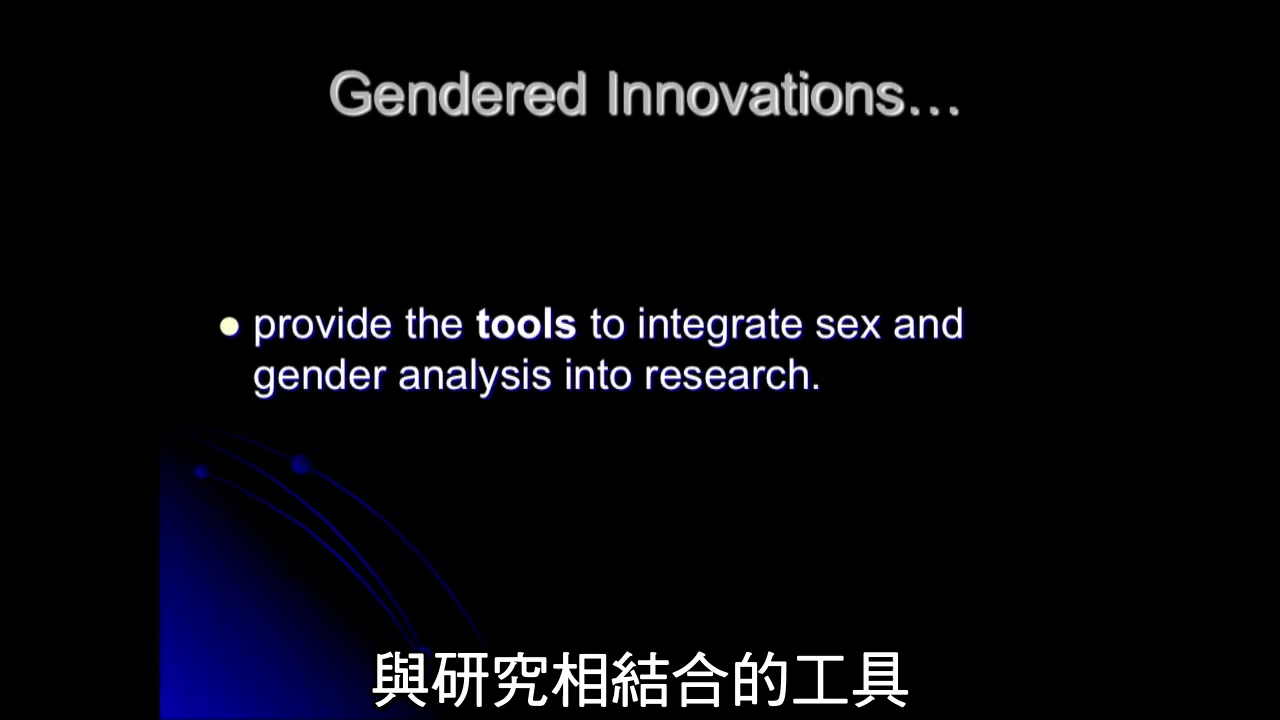 Gendered Innovations…
● provide the tools to integrate sex and
gender analysis into research.
與研究相結合的工具